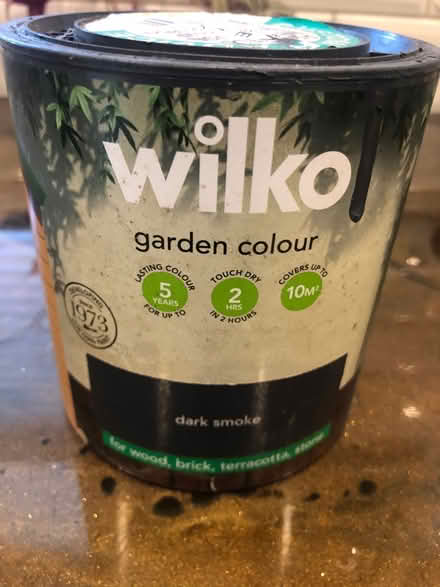 wilko
garden colour
LASTING COLOUR
5
YEARS
FOR UP TO
TOUCH DRY
2
HRS
IN 2 HOURS
COVERS UP TO
10M²
SINCE
1973
dark smoke
for wood, brick, terracotta, stone